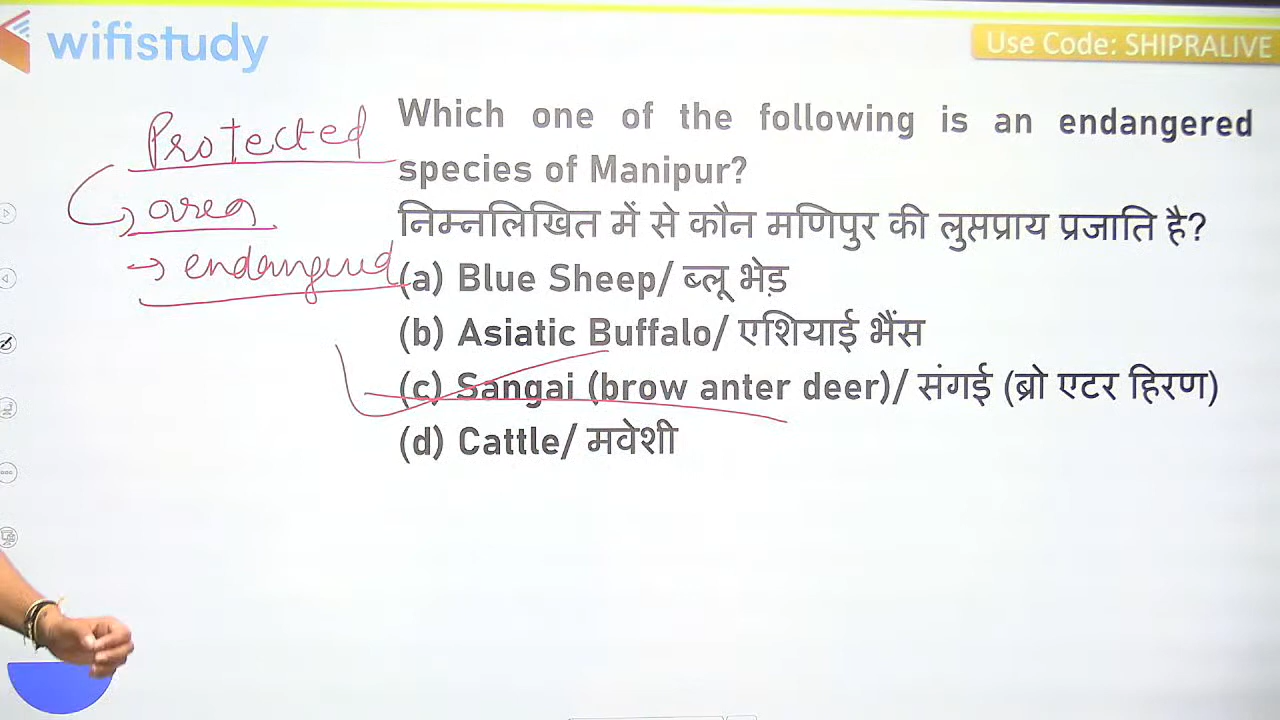 wifistudy
Use Code: SHIPRALIVE
Protected
area
→ endangered
Which one of the following is an endangered
species of Manipur?
निम्नलिखित में से कौन मणिपुर की लुप्तप्राय प्रजाति है?
(a) Blue Sheep/ ब्लू भेड़
(b) Asiatic Buffalo/ एशियाई भैंस
(c) Sangai (brow anter deer)/ संगई (ब्रो एटर हिरण)
(d) Cattle/ मवेशी